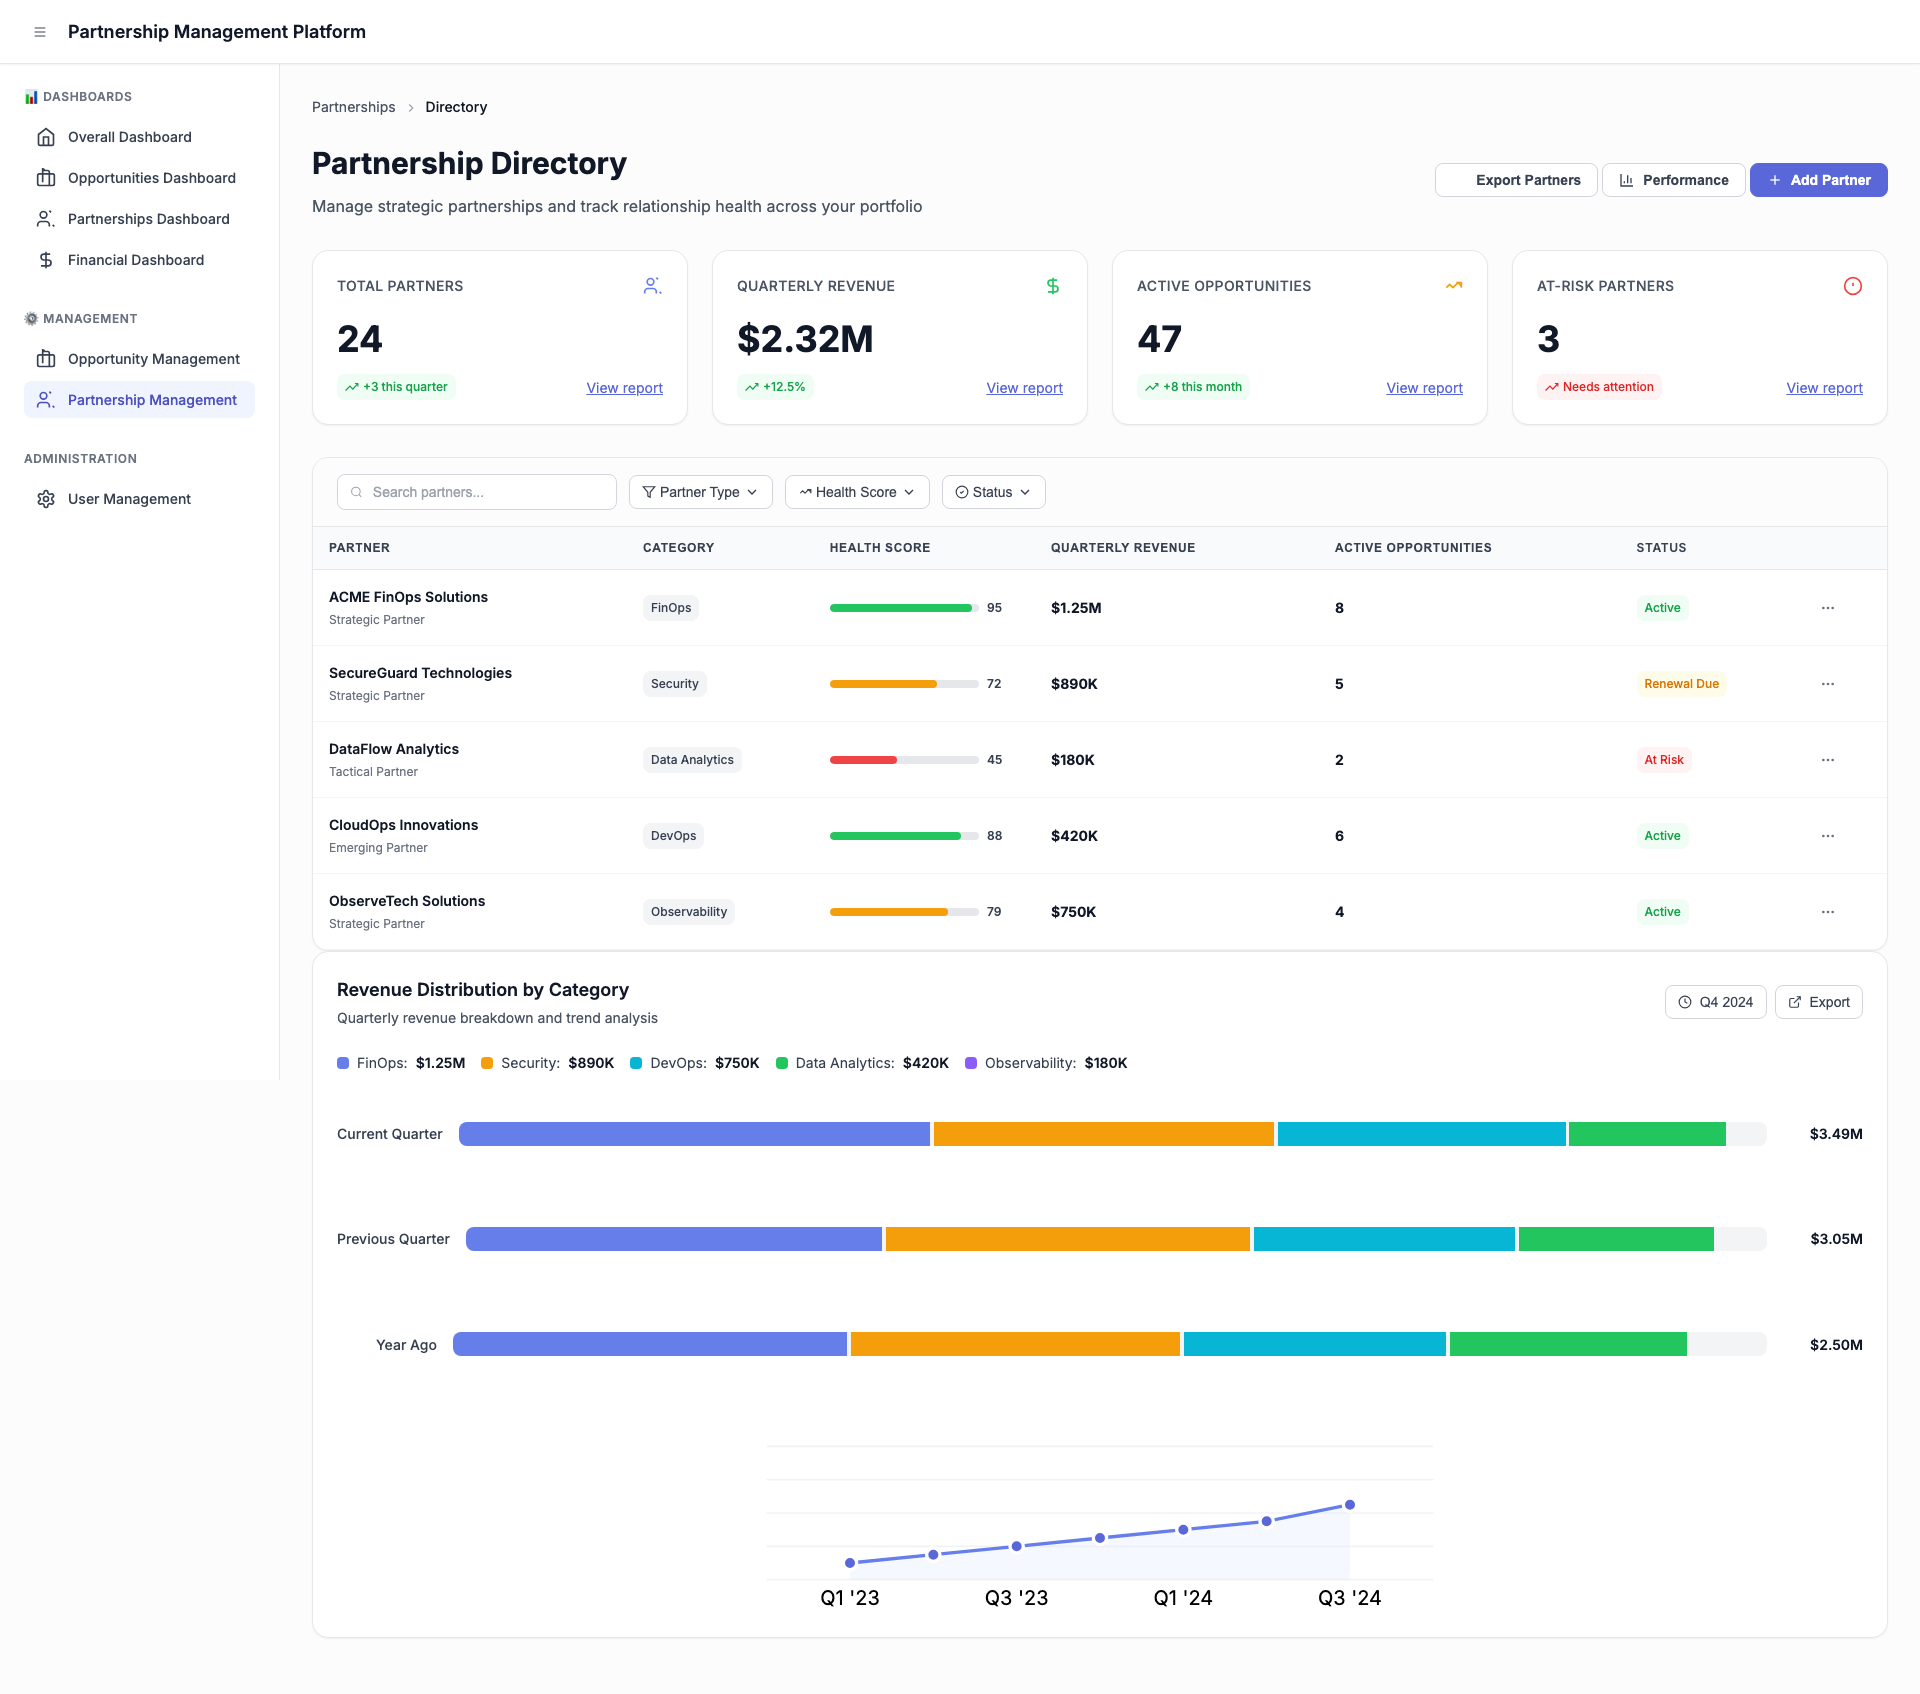 Partnership Management Platform
DASHBOARDS
Overall Dashboard
Opportunities Dashboard
Partnerships Dashboard
Financial Dashboard
MANAGEMENT
Opportunity Management
Partnership Management
ADMINISTRATION
User Management
Partnerships > Directory
Partnership Directory
Manage strategic partnerships and track relationship health across your portfolio
Export Partners Performance + Add Partner
TOTAL PARTNERS
24
+3 this quarter View report
QUARTERLY REVENUE
$2.32M
+12.5% View report
ACTIVE OPPORTUNITIES
47
+8 this month View report
AT-RISK PARTNERS
3
Needs attention View report
Search partners... Partner Type Health Score Status
PARTNER CATEGORY HEALTH SCORE QUARTERLY REVENUE ACTIVE OPPORTUNITIES STATUS
ACME FinOps Solutions
Strategic Partner
FinOps 95 $1.25M 8 Active ...
SecureGuard Technologies
Strategic Partner
Security 72 $890K 5 Renewal Due ...
DataFlow Analytics
Tactical Partner
Data Analytics 45 $180K 2 At Risk ...
CloudOps Innovations
Emerging Partner
DevOps 88 $420K 6 Active ...
ObserveTech Solutions
Strategic Partner
Observability 79 $750K 4 Active ...
Revenue Distribution by Category
Quarterly revenue breakdown and trend analysis
Q4 2024 Export
FinOps: $1.25M Security: $890K DevOps: $750K Data Analytics: $420K Observability: $180K
Current Quarter $3.49M
Previous Quarter $3.05M
Year Ago $2.50M
Q1 '23 Q3 '23 Q1 '24 Q3 '24